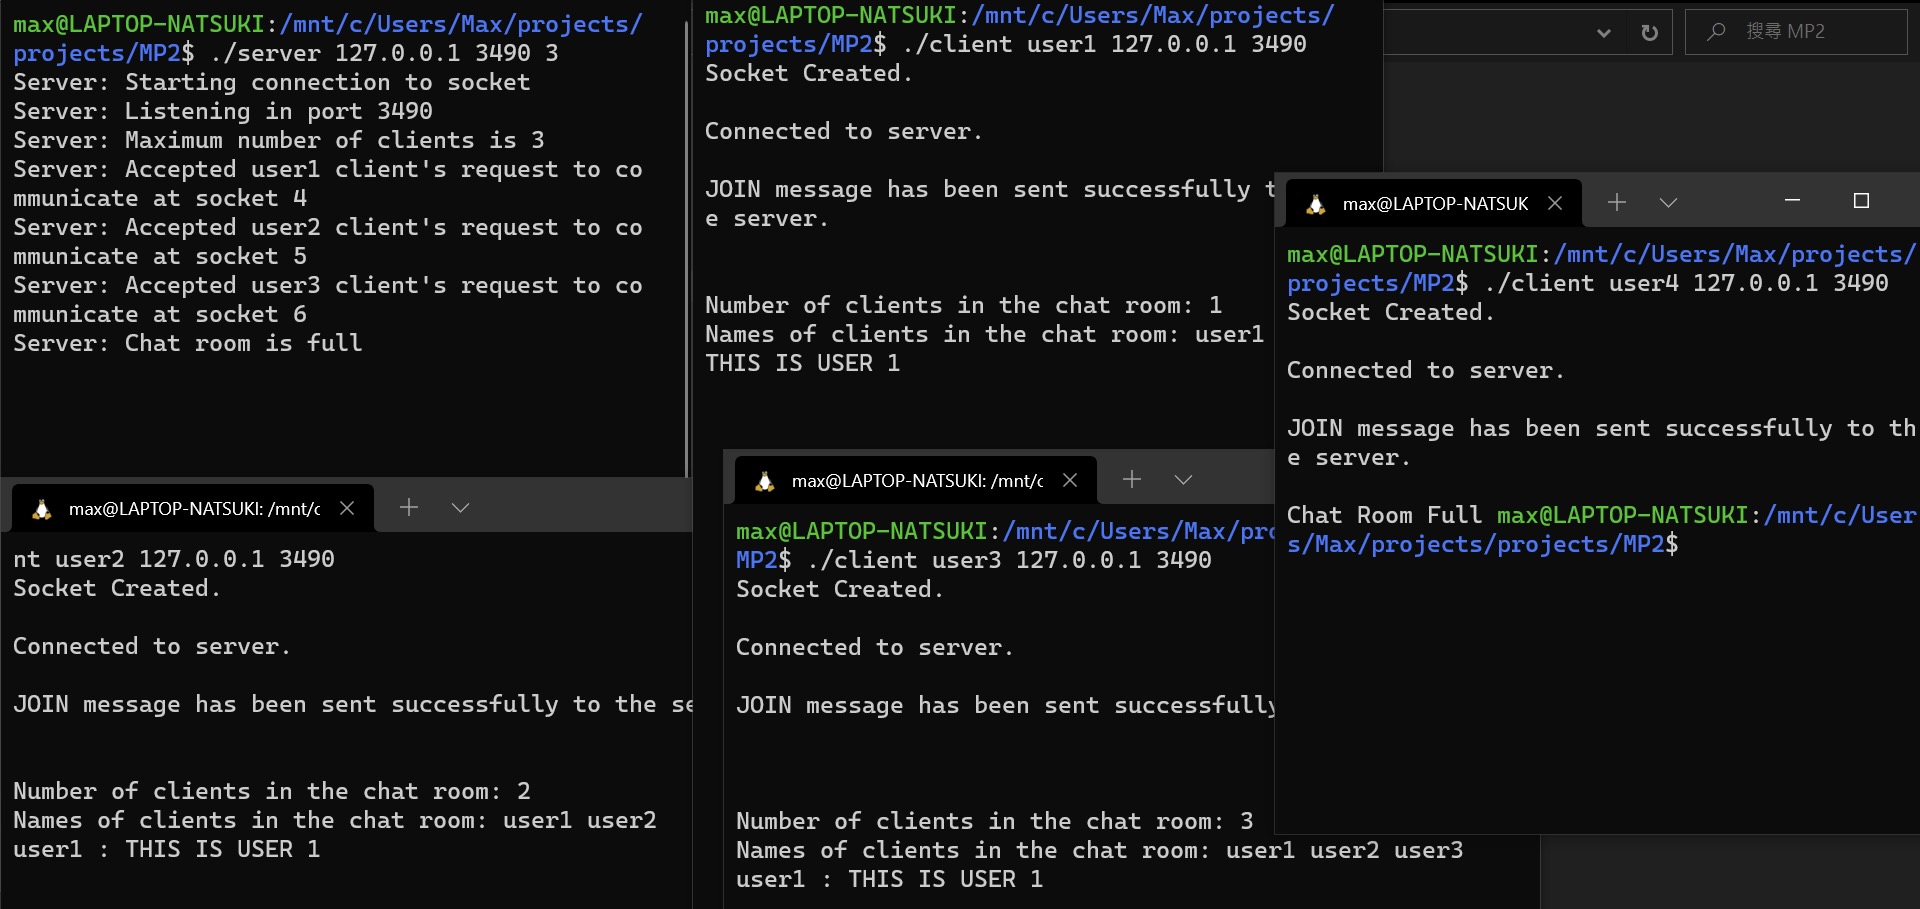 max@LAPTOP-NATSUKI:/mnt/c/Users/Max/projects/
projects/MP2$ ./server 127.0.0.1 3490 3
Server: Starting connection to socket
Server: Listening in port 3490
Server: Maximum number of clients is 3
Server: Accepted user1 client's request to co
mmunicate at socket 4
Server: Accepted user2 client's request to co
mmunicate at socket 5
Server: Accepted user3 client's request to co
mmunicate at socket 6
Server: Chat room is full
max@LAPTOP-NATSUKI:/mnt/c/Users/Max/projects/
projects/MP2$ ./client user1 127.0.0.1 3490
Socket Created.
Connected to server.
JOIN message has been sent successfully t
e server.
Number of clients in the chat room: 1
Names of clients in the chat room: user1
THIS IS USER 1
搜尋 MP2
max@LAPTOP-NATSUK
max@LAPTOP-NATSUKI:/mnt/c/Users/Max/projects/
projects/MP2$ ./client user4 127.0.0.1 3490
Socket Created.
Connected to server.
JOIN message has been sent successfully to th
e server.
Chat Room Full max@LAPTOP-NATSUKI:/mnt/c/User
s/Max/projects/projects/MP2$
max@LAPTOP-NATSUKI: /mnt/c
nt user2 127.0.0.1 3490
Socket Created.
Connected to server.
JOIN message has been sent successfully to the se
Number of clients in the chat room: 2
Names of clients in the chat room: user1 user2
user1 : THIS IS USER 1
max@LAPTOP-NATSUKI: /mnt/c
max@LAPTOP-NATSUKI:/mnt/c/Users/Max/pro
MP2$ ./client user3 127.0.0.1 3490
Socket Created.
Connected to server.
JOIN message has been sent successfully
Number of clients in the chat room: 3
Names of clients in the chat room: user1 user2 user3
user1 : THIS IS USER 1